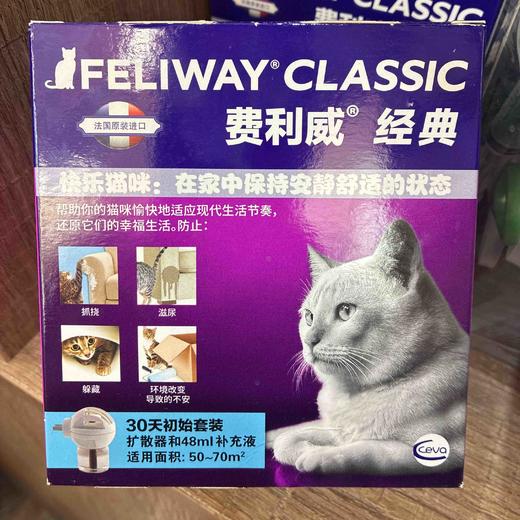 FELIWAY® CLASSIC
费利威® 经典
法国原装进口
快乐猫咪：在家中保持安静舒适的状态
帮助你的猫咪愉快地适应现代生活节奏，
还原它们的幸福生活。防止：
抓挠
滋尿
躲藏
环境改变
导致的不安
30天初始套装
扩散器和48ml补充液
适用面积：50~70m²
Ceva